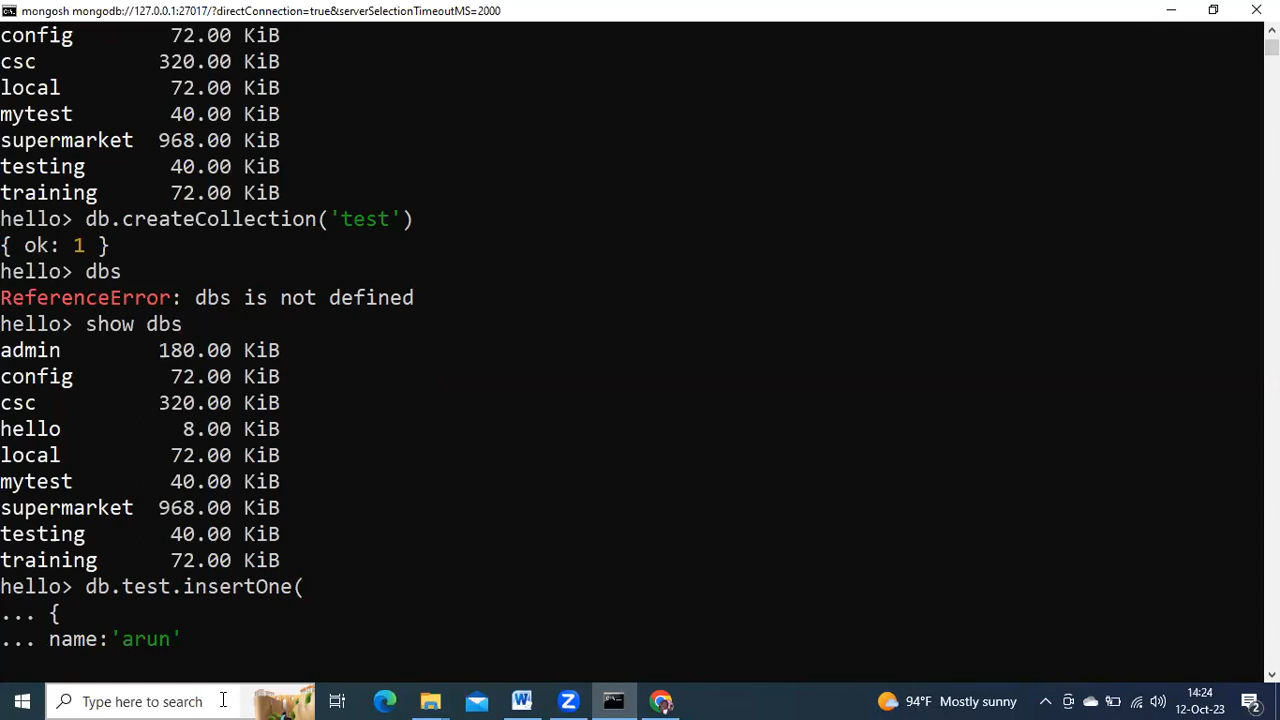 mongosh mongodb://127.0.0.1:27017/?directConnection=true&serverSelectionTimeoutMS=2000
config 72.00 KiB
csc 320.00 KiB
local 72.00 KiB
mytest 40.00 KiB
supermarket 968.00 KiB
testing 40.00 KiB
training 72.00 KiB
hello> db.createCollection('test')
{ ok: 1 }
hello> dbs
ReferenceError: dbs is not defined
hello> show dbs
admin 180.00 KiB
config 72.00 KiB
csc 320.00 KiB
hello 8.00 KiB
local 72.00 KiB
mytest 40.00 KiB
supermarket 968.00 KiB
testing 40.00 KiB
training 72.00 KiB
hello> db.test.insertOne(
... {
... name:'arun'
Type here to search
94°F Mostly sunny
14:24
12-Oct-23
2